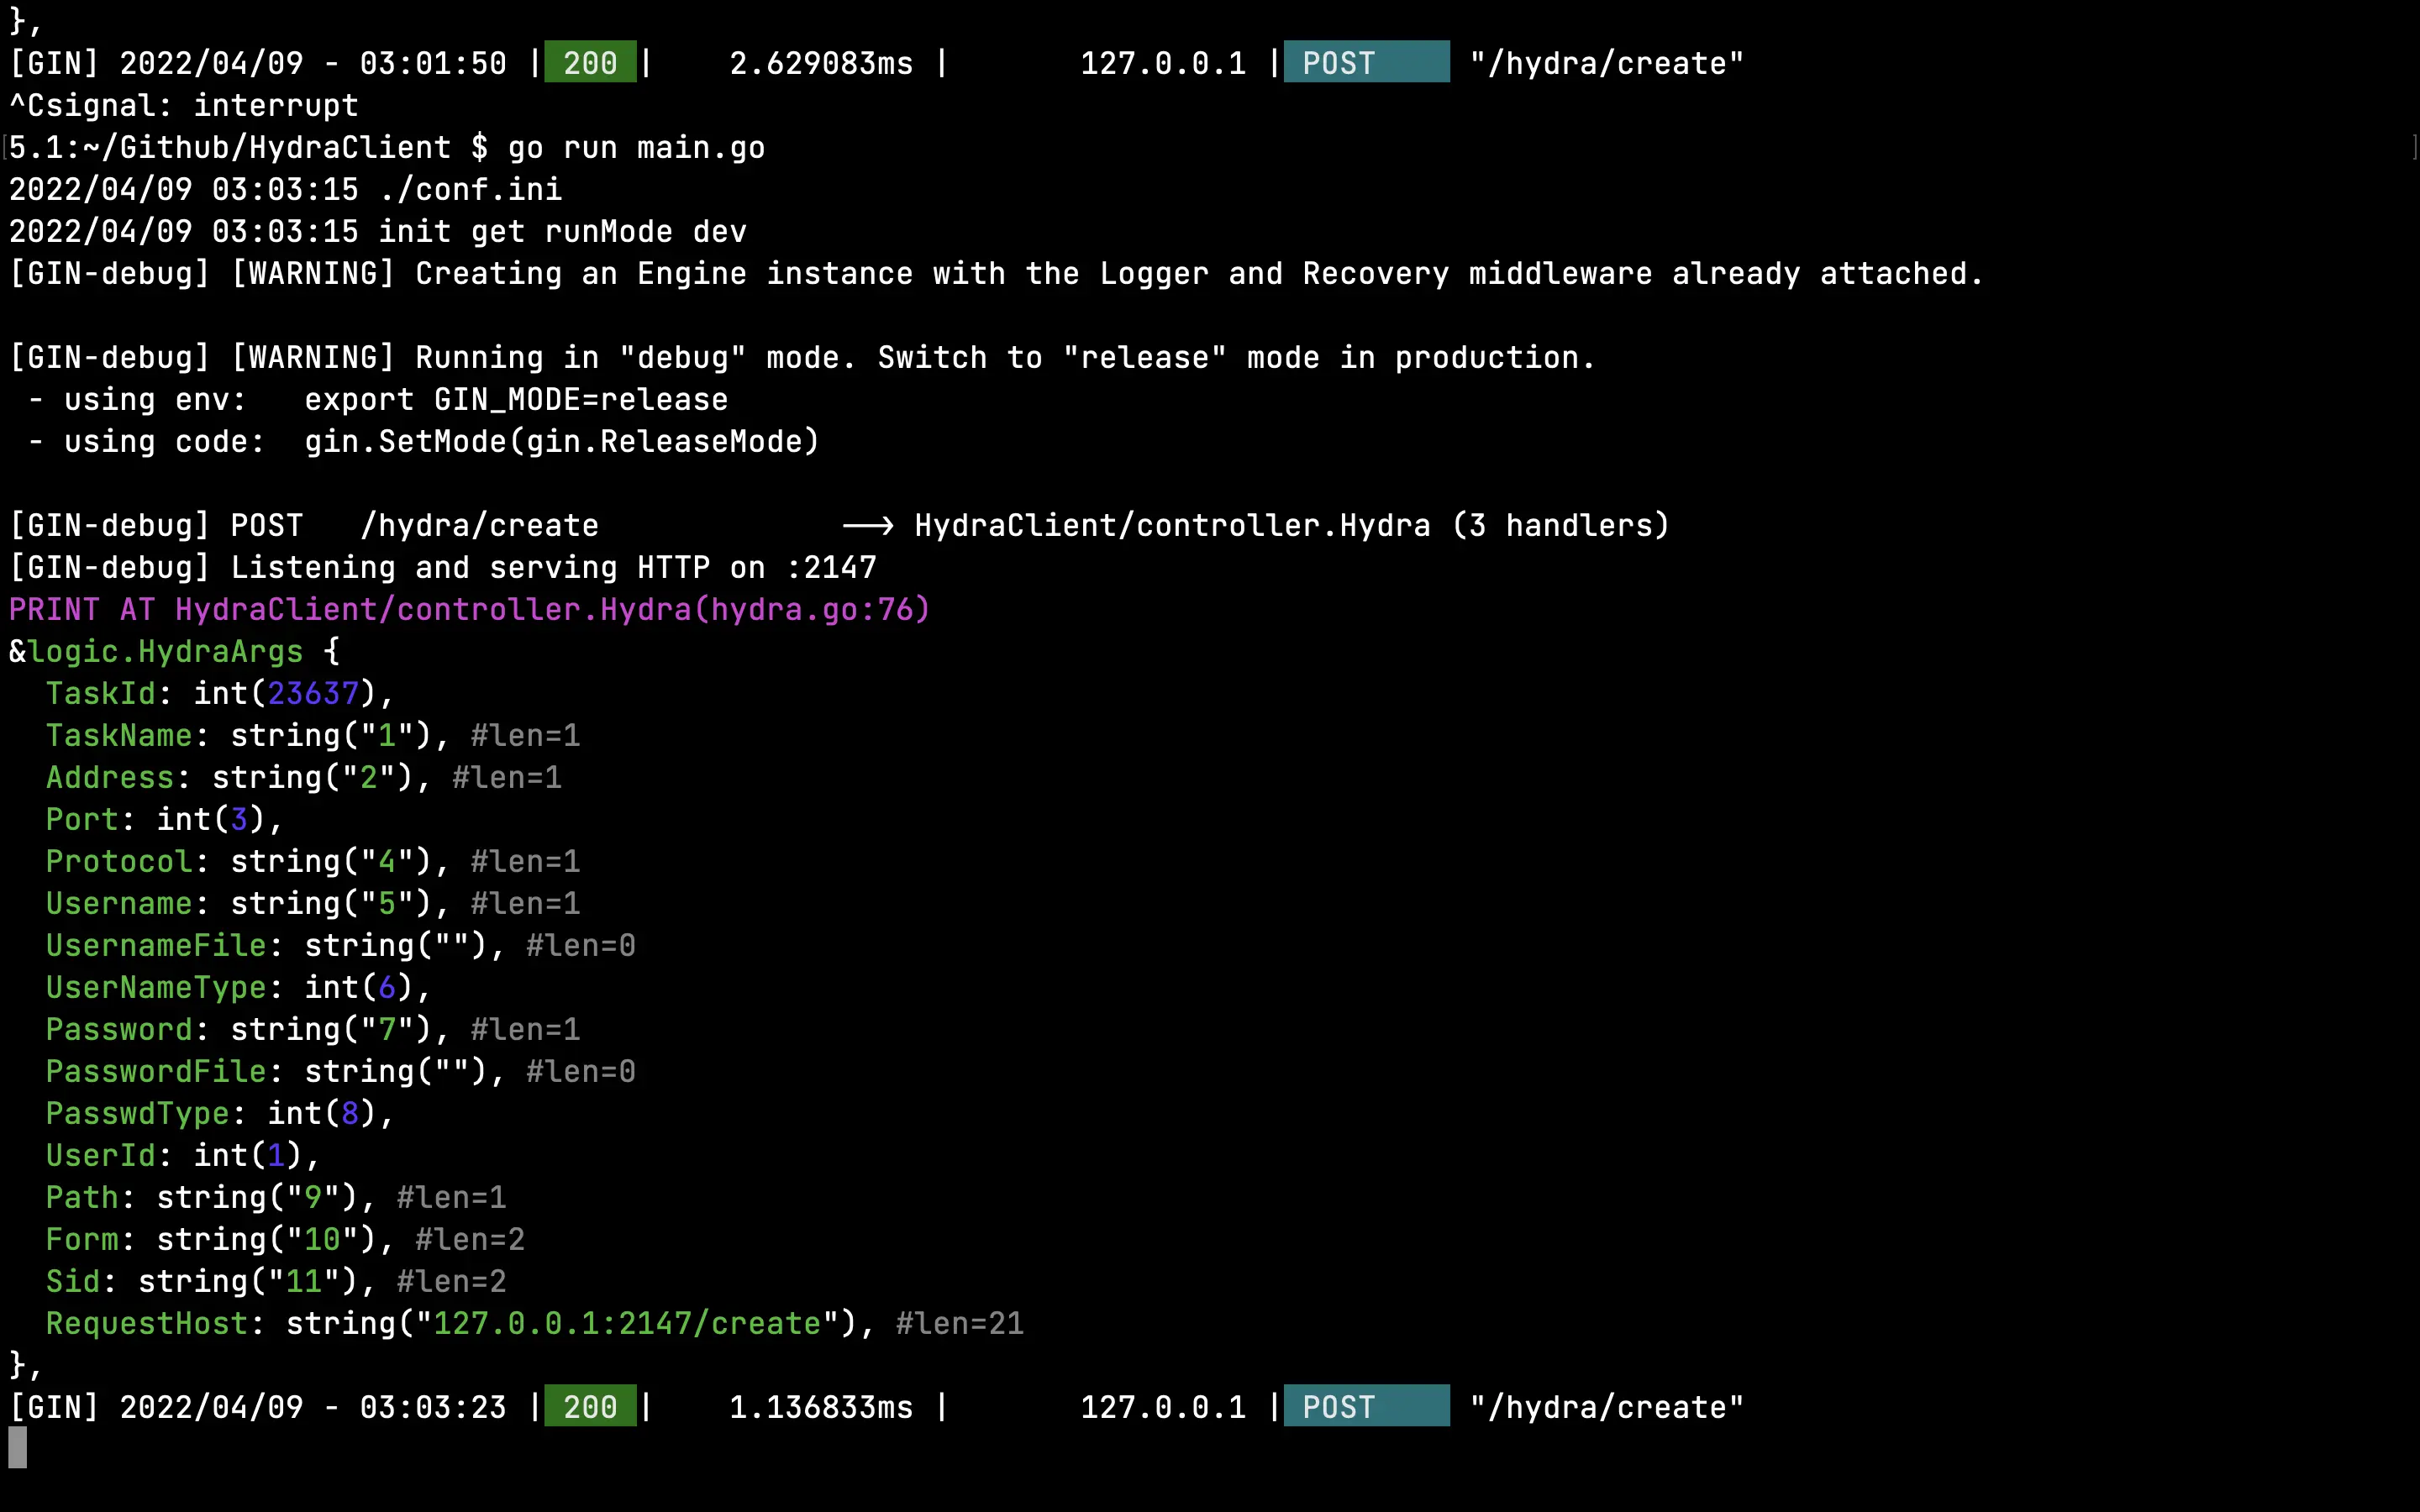 },
[GIN] 2022/04/09 - 03:01:50 | 200 |    2.629083ms |       127.0.0.1 | POST     "/hydra/create"
^Csignal: interrupt
[5.1:~/Github/HydraClient $ go run main.go ]
2022/04/09 03:03:15 ./conf.ini
2022/04/09 03:03:15 init get runMode dev
[GIN-debug] [WARNING] Creating an Engine instance with the Logger and Recovery middleware already attached.
[GIN-debug] [WARNING] Running in "debug" mode. Switch to "release" mode in production.
 - using env:   export GIN_MODE=release
 - using code:  gin.SetMode(gin.ReleaseMode)
[GIN-debug] POST   /hydra/create             --> HydraClient/controller.Hydra (3 handlers)
[GIN-debug] Listening and serving HTTP on :2147
PRINT AT HydraClient/controller.Hydra(hydra.go:76)
&logic.HydraArgs {
  TaskId: int(23637),
  TaskName: string("1"), #len=1
  Address: string("2"), #len=1
  Port: int(3),
  Protocol: string("4"), #len=1
  Username: string("5"), #len=1
  UsernameFile: string(""), #len=0
  UserNameType: int(6),
  Password: string("7"), #len=1
  PasswordFile: string(""), #len=0
  PasswdType: int(8),
  UserId: int(1),
  Path: string("9"), #len=1
  Form: string("10"), #len=2
  Sid: string("11"), #len=2
  RequestHost: string("127.0.0.1:2147/create"), #len=21
},
[GIN] 2022/04/09 - 03:03:23 | 200 |    1.136833ms |       127.0.0.1 | POST     "/hydra/create"